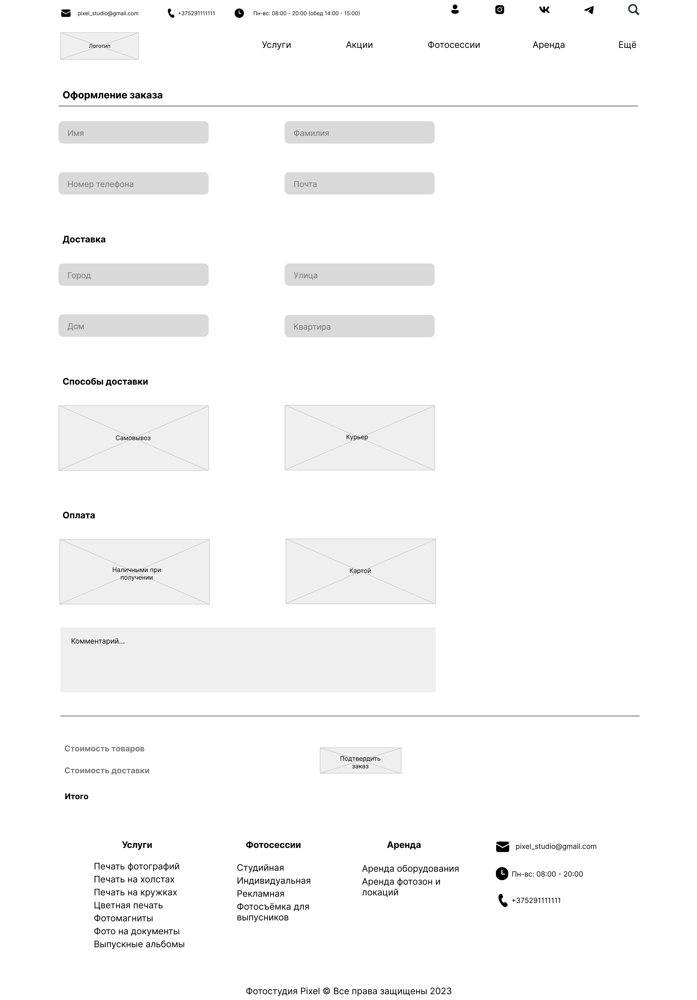 pixel_studio@gmail.com
+375291111111
Пн-вс: 08:00 - 20:00 (обед 14:00 - 15:00)
Логотип
Услуги
Акции
Фотосессии
Аренда
Ещё
Оформление заказа
Имя
Фамилия
Номер телефона
Почта
Доставка
Город
Улица
Дом
Квартира
Способы доставки
Самовывоз
Курьер
Оплата
Наличными при
получении
Картой
Комментарий...
Стоимость товаров
Стоимость доставки
Итого
Подтвердить
заказ
Услуги
Печать фотографий
Печать на холстах
Печать на кружках
Цветная печать
Фотомагниты
Фото на документы
Выпускные альбомы
Фотосессии
Студийная
Индивидуальная
Рекламная
Фотосъёмка для
выпусников
Аренда
Аренда оборудования
Аренда фотозон и
локаций
pixel_studio@gmail.com
Пн-вс: 08:00 - 20:00
+375291111111
Фотостудия Pixel © Все права защищены 2023